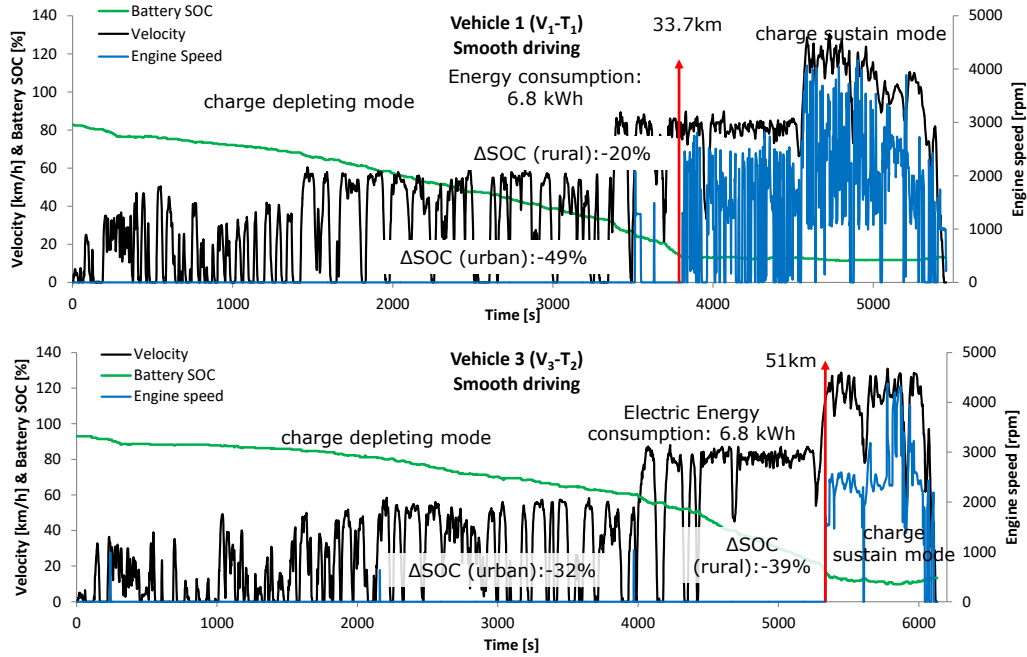 Battery SOC
Velocity
Engine Speed
Vehicle 1 (V1-T1)
Smooth driving
33.7km
charge sustain mode
Energy consumption:
6.8 kWh
charge depleting mode
ΔSOC (rural):-20%
ΔSOC (urban):-49%
Velocity [km/h] & Battery SOC [%]
140
120
100
80
60
40
20
0
Engine speed [rpm]
5000
4000
3000
2000
1000
0
0 1000 2000 3000 4000 5000
Time [s]
Velocity
Battery SOC
Engine speed
Vehicle 3 (V3-T2)
Smooth driving
51km
Electric Energy
consumption: 6.8 kWh
charge depleting mode
ΔSOC (urban):-32%
ΔSOC
(rural):-39%
charge
sustain mode
Velocity [km/h] & Battery SOC [%]
140
120
100
80
60
40
20
0
Engine speed [rpm]
5000
4000
3000
2000
1000
0
0 1000 2000 3000 4000 5000 6000
Time [s]